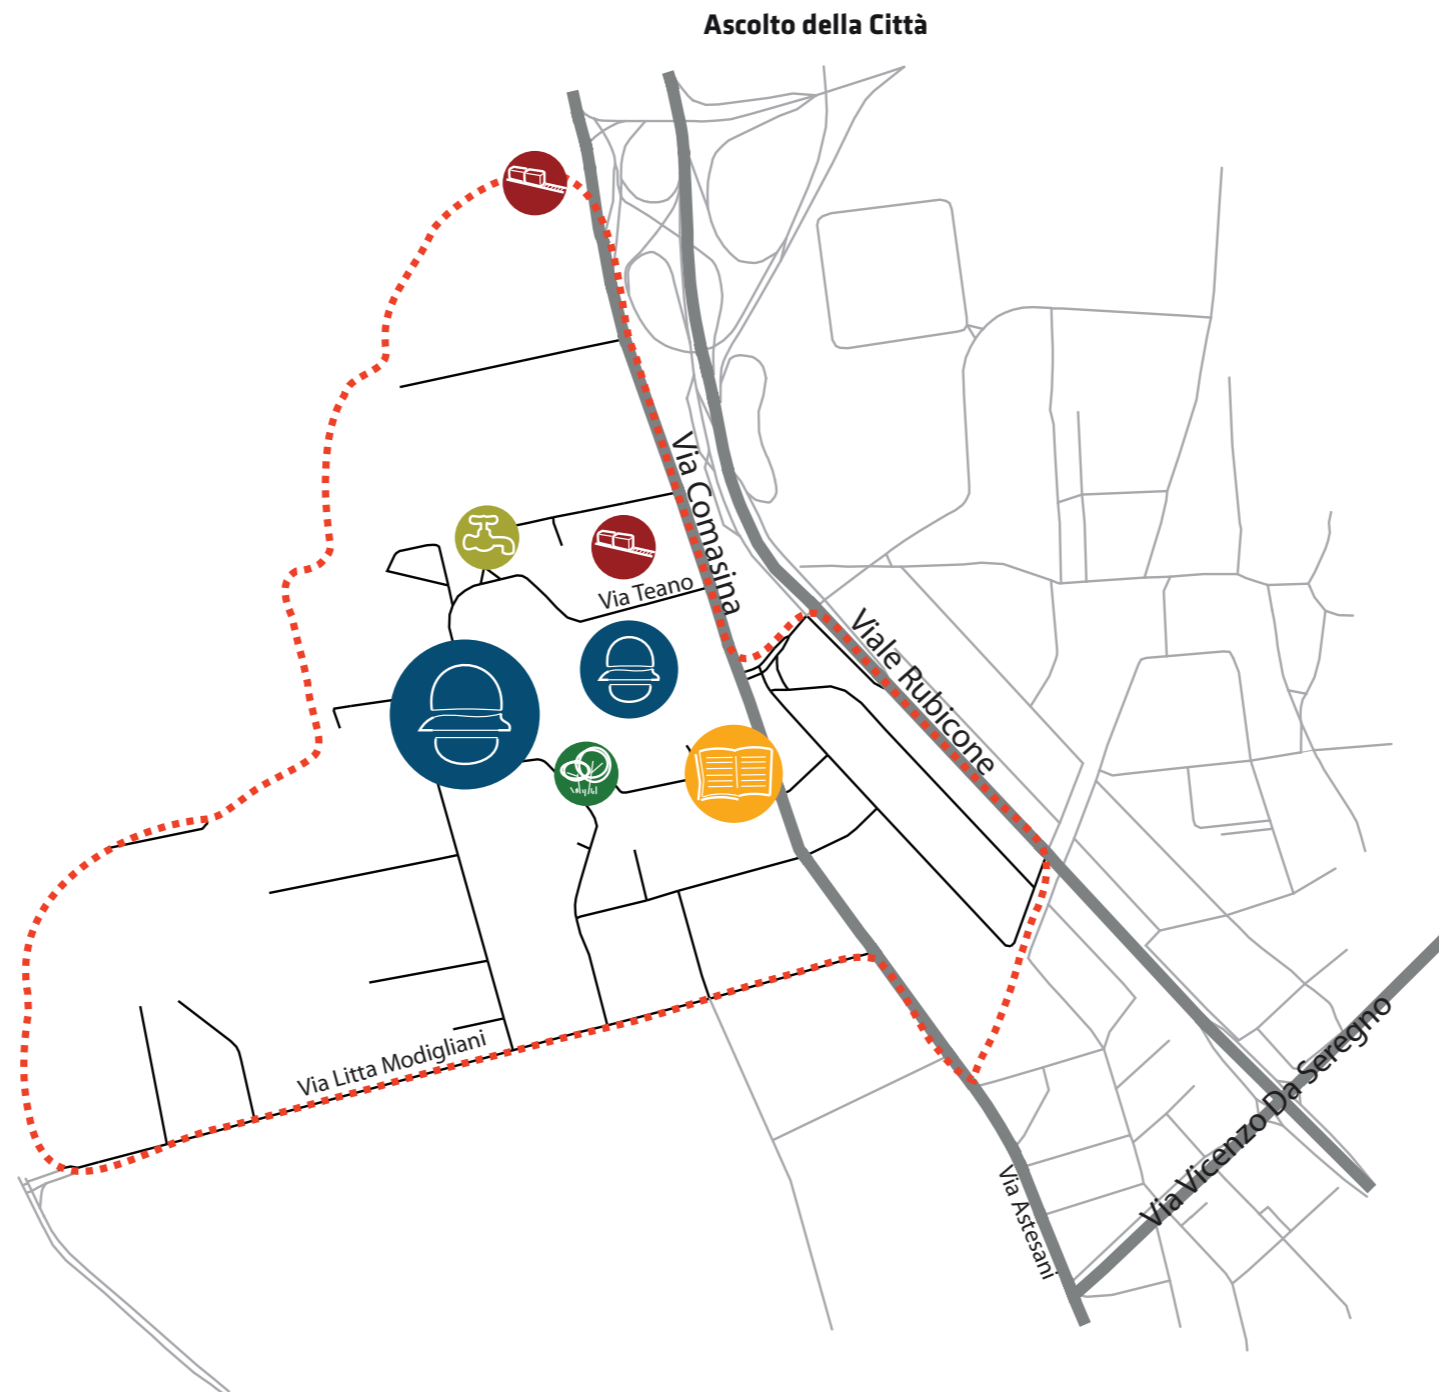 Ascolto della Città
Via Comasina
Via Teano
Viale Rubicone
Via Litta Modigliani
Via Vicenzo Da Seregno
Via Astesani